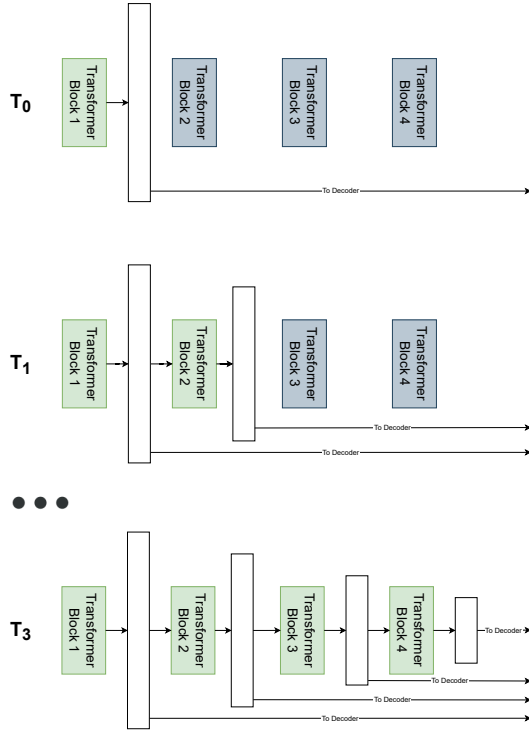 T0
Transformer
Block 1
Transformer
Block 2
Transformer
Block 3
Transformer
Block 4
To Decoder
T1
Transformer
Block 1
Transformer
Block 2
Transformer
Block 3
Transformer
Block 4
To Decoder
To Decoder
T3
Transformer
Block 1
Transformer
Block 2
Transformer
Block 3
Transformer
Block 4
To Decoder
To Decoder
To Decoder
To Decoder